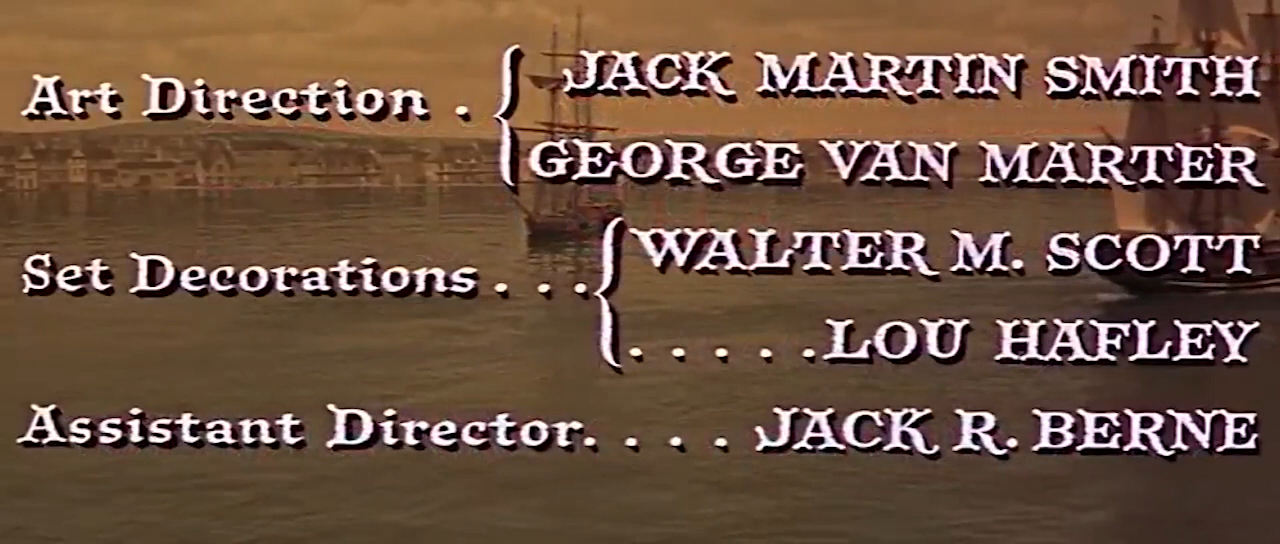 Art Direction . { JACK MARTIN SMITH
GEORGE VAN MARTER
Set Decorations . . . { WALTER M. SCOTT
. . . . . LOU HAFLEY
Assistant Director. . . . JACK R. BERNE